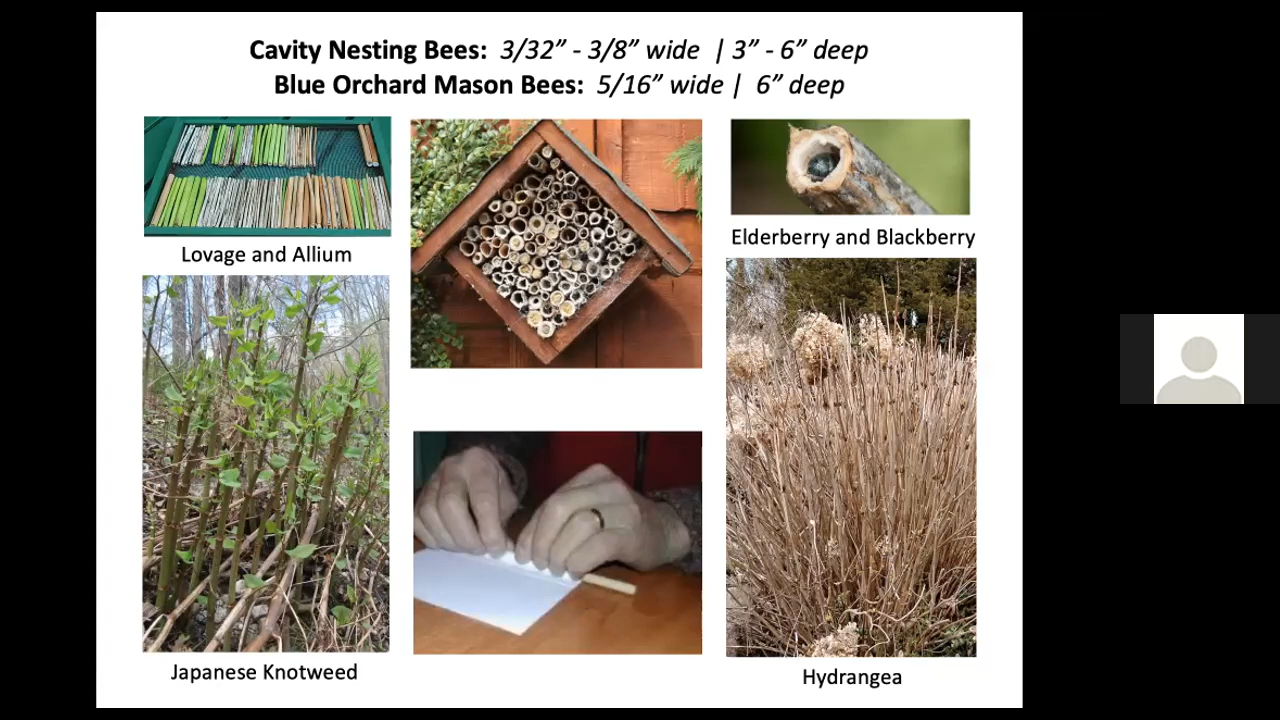 Cavity Nesting Bees: 3/32” - 3/8” wide | 3” - 6” deep
Blue Orchard Mason Bees: 5/16” wide | 6” deep
Lovage and Allium
Elderberry and Blackberry
Japanese Knotweed
Hydrangea